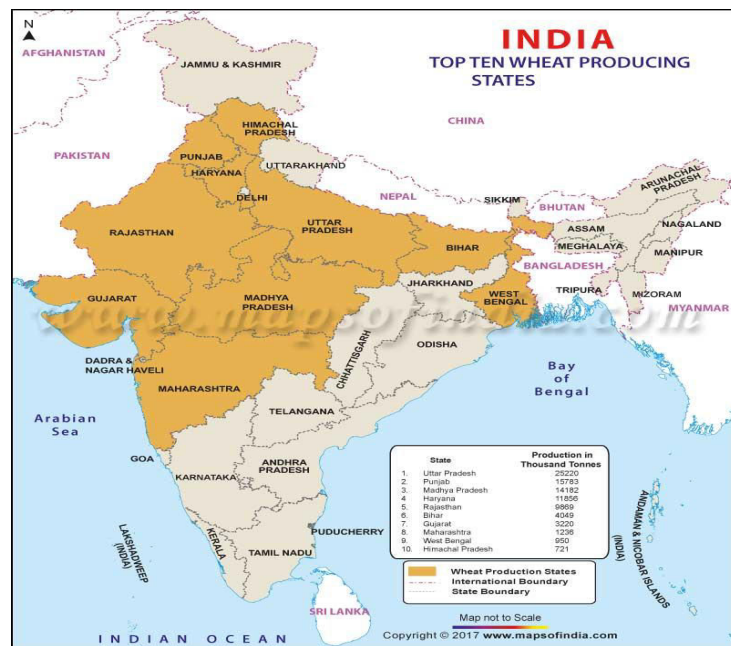 N
INDIA
TOP TEN WHEAT PRODUCING
STATES
AFGHANISTAN
JAMMU & KASHMIR
CHINA
PAKISTAN
HIMACHAL
PRADESH
PUNJAB
UTTARAKHAND
HARYANA
DELHI
NEPAL
SIKKIM
BHUTAN
ARUNACHAL
PRADESH
RAJASTHAN
UTTAR
PRADESH
BIHAR
ASSAM
NAGALAND
MEGHALAYA
MANIPUR
BANGLADESH
JHARKHAND
TRIPURA
MIZORAM
MYANMAR
GUJARAT
MADHYA
PRADESH
WEST
BENGAL
www.mapsofindia.com
CHHATTISGARH
ODISHA
DADRA &
NAGAR HAVELI
MAHARASHTRA
Bay
of
Bengal
Arabian
Sea
TELANGANA
GOA
KARNATAKA
ANDHRA
PRADESH
State
Production in
Thousand Tonnes
1. Uttar Pradesh 25220
2. Punjab 15783
3. Madhya Pradesh 14182
4. Haryana 11856
5. Rajasthan 9869
6. Bihar 4049
7. Gujarat 3220
8. Maharashtra 1236
9. West Bengal 950
10. Himachal Pradesh 721
PUDUCHERRY
LAKSHADWEEP
(INDIA)
KERALA
TAMIL NADU
ANDAMAN & NICOBAR ISLANDS
(INDIA)
Wheat Production States
International Boundary
State Boundary
SRI LANKA
Map not to Scale
INDIAN OCEAN
Copyright © 2017 www.mapsofindia.com